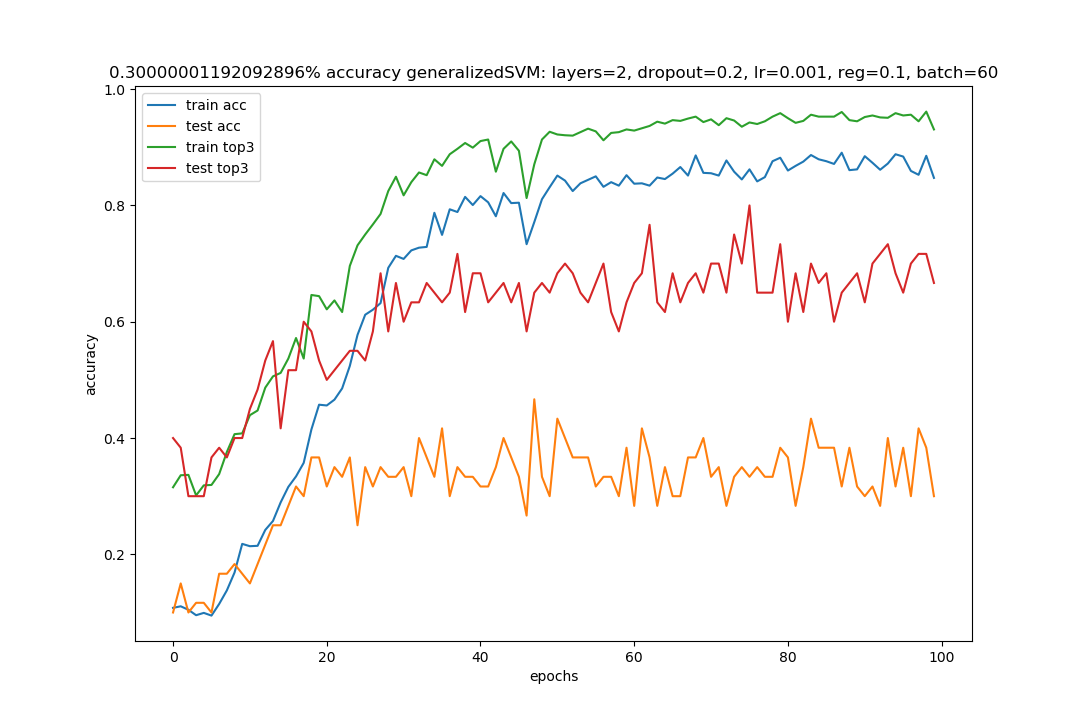 0.30000001192092896% accuracy generalizedSVM: layers=2, dropout=0.2, lr=0.001, reg=0.1, batch=60
1.0
train acc
test acc
train top3
test top3
0.8
0.6
accuracy
0.4
0.2
0 20 40 60 80 100
epochs